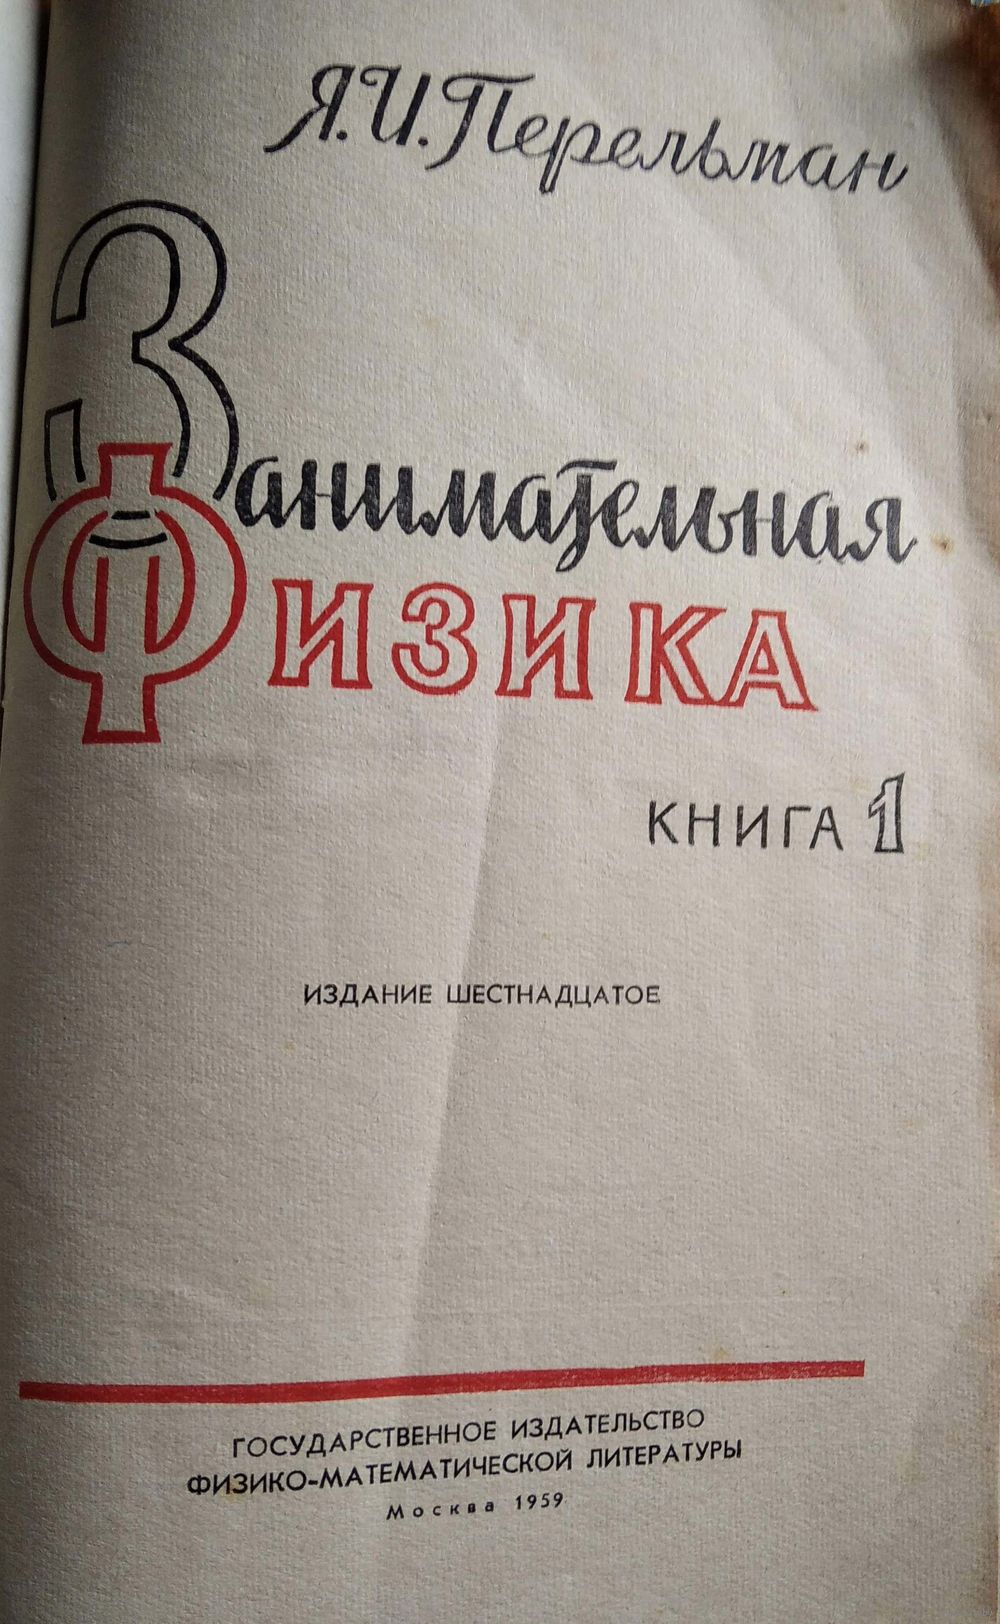 Я.И.Перельман
Занимательная
ФИЗИКА
КНИГА 1
ИЗДАНИЕ ШЕСТНАДЦАТОЕ
ГОСУДАРСТВЕННОЕ ИЗДАТЕЛЬСТВО
ФИЗИКО-МАТЕМАТИЧЕСКОЙ ЛИТЕРАТУРЫ
Москва 1959